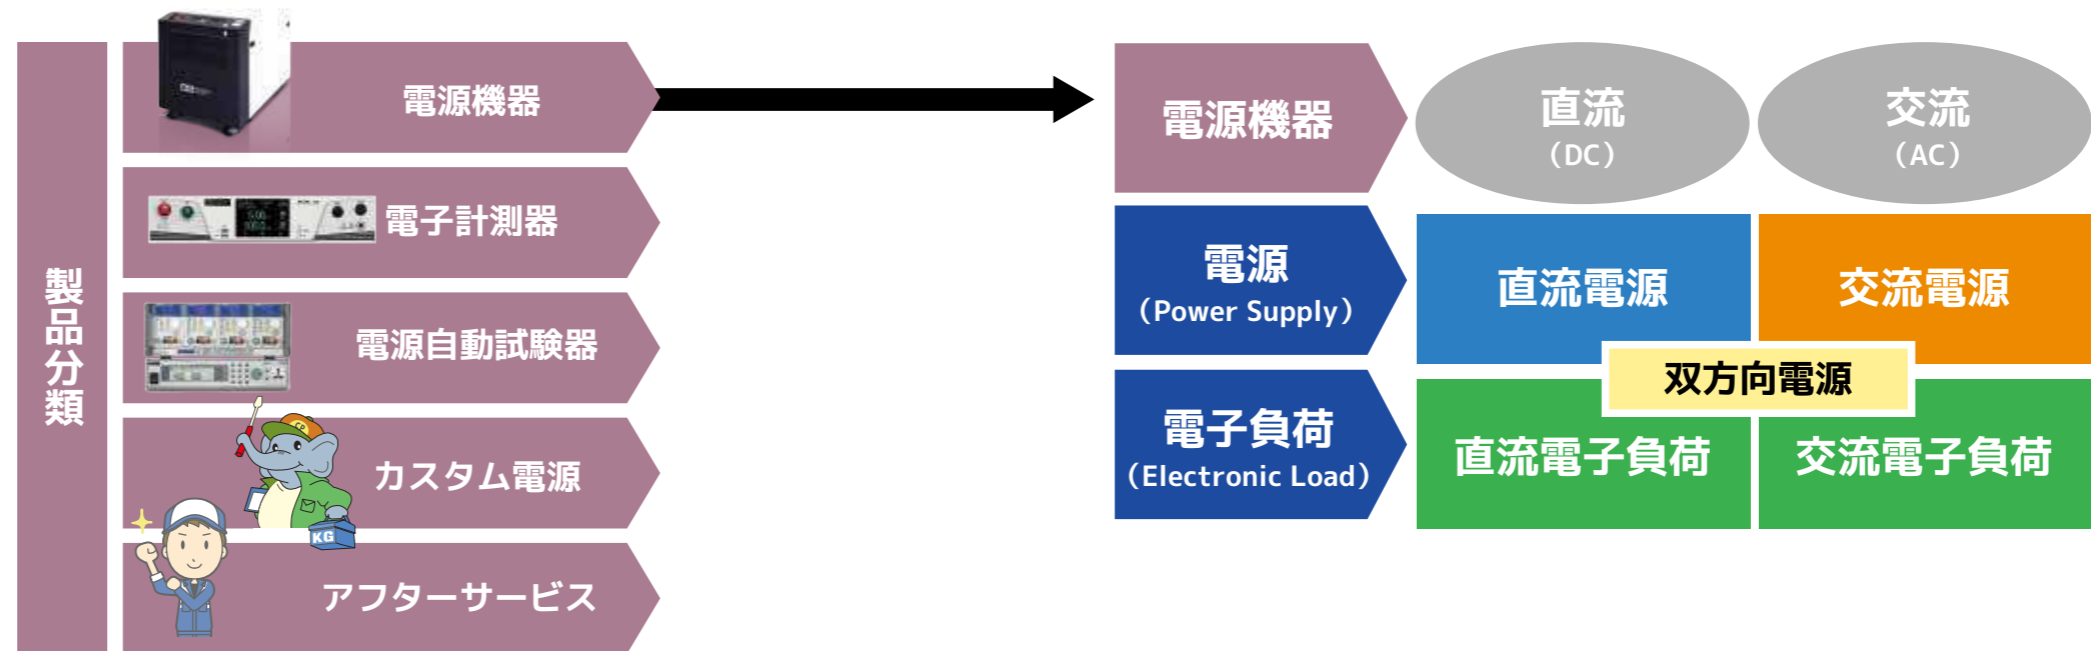 製品分類
電源機器
電子計測器
電源自動試験器
カスタム電源
アフターサービス
CP
KG
電源機器
直流
（DC）
交流
（AC）
電源
（Power Supply）
直流電源
交流電源
双方向電源
電子負荷
（Electronic Load）
直流電子負荷
交流電子負荷